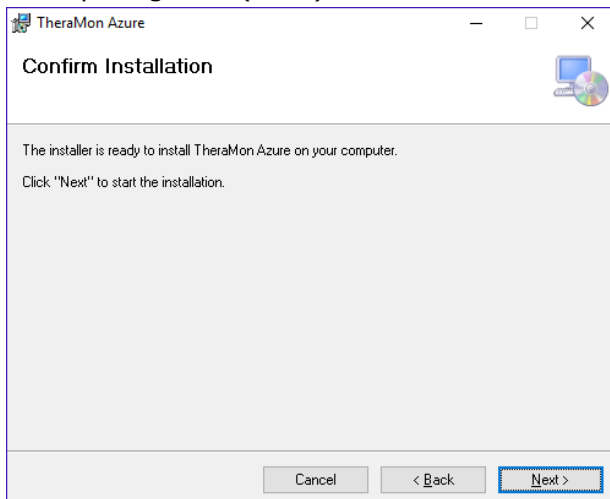 TheraMon Azure
Confirm Installation
The installer is ready to install TheraMon Azure on your computer.
Click "Next" to start the installation.
Cancel
< Back
Next >